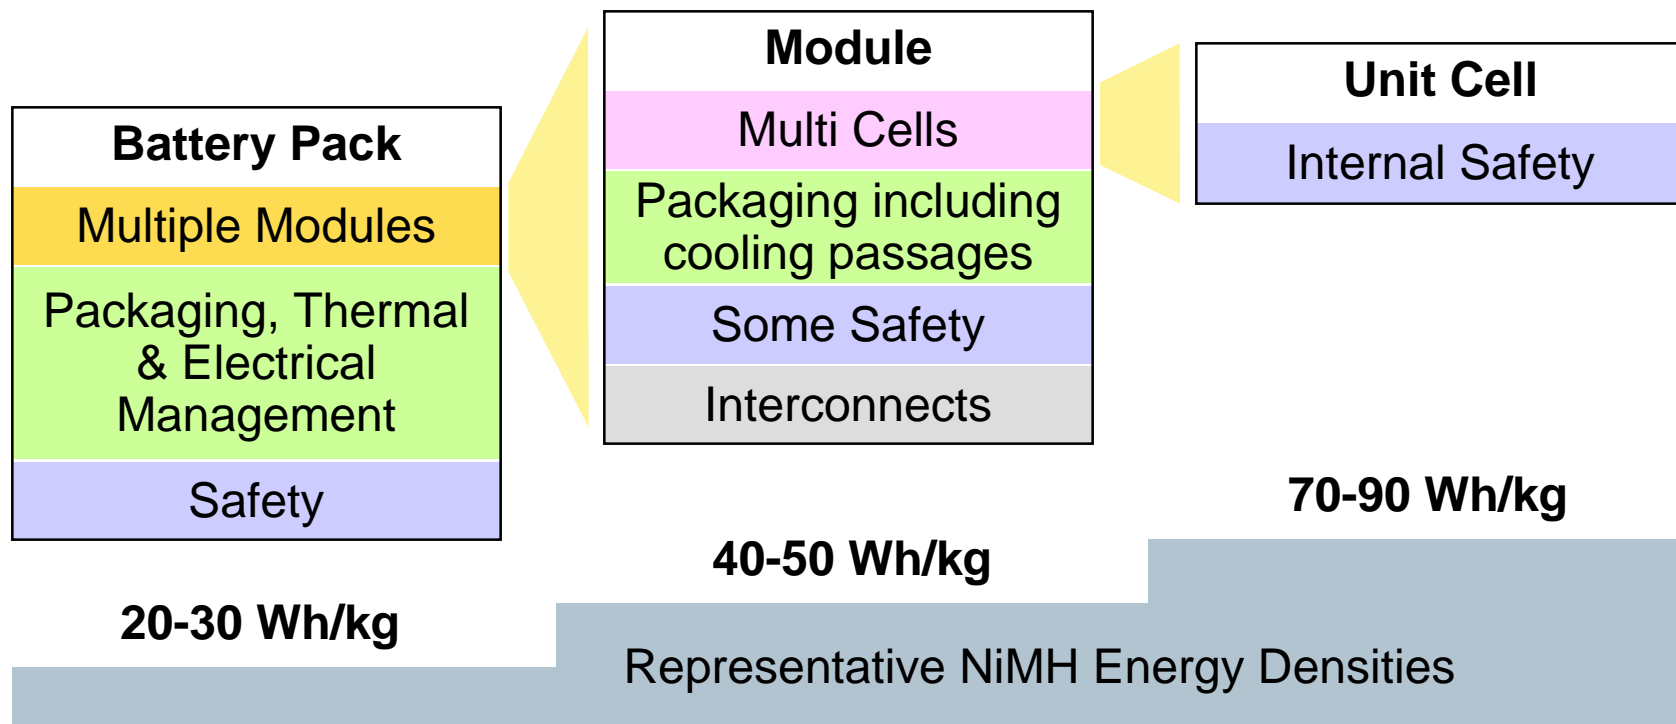 Battery Pack
Multiple Modules
Packaging, Thermal
& Electrical
Management
Safety
20-30 Wh/kg
Module
Multi Cells
Packaging including
cooling passages
Some Safety
Interconnects
40-50 Wh/kg
Unit Cell
Internal Safety
70-90 Wh/kg
Representative NiMH Energy Densities